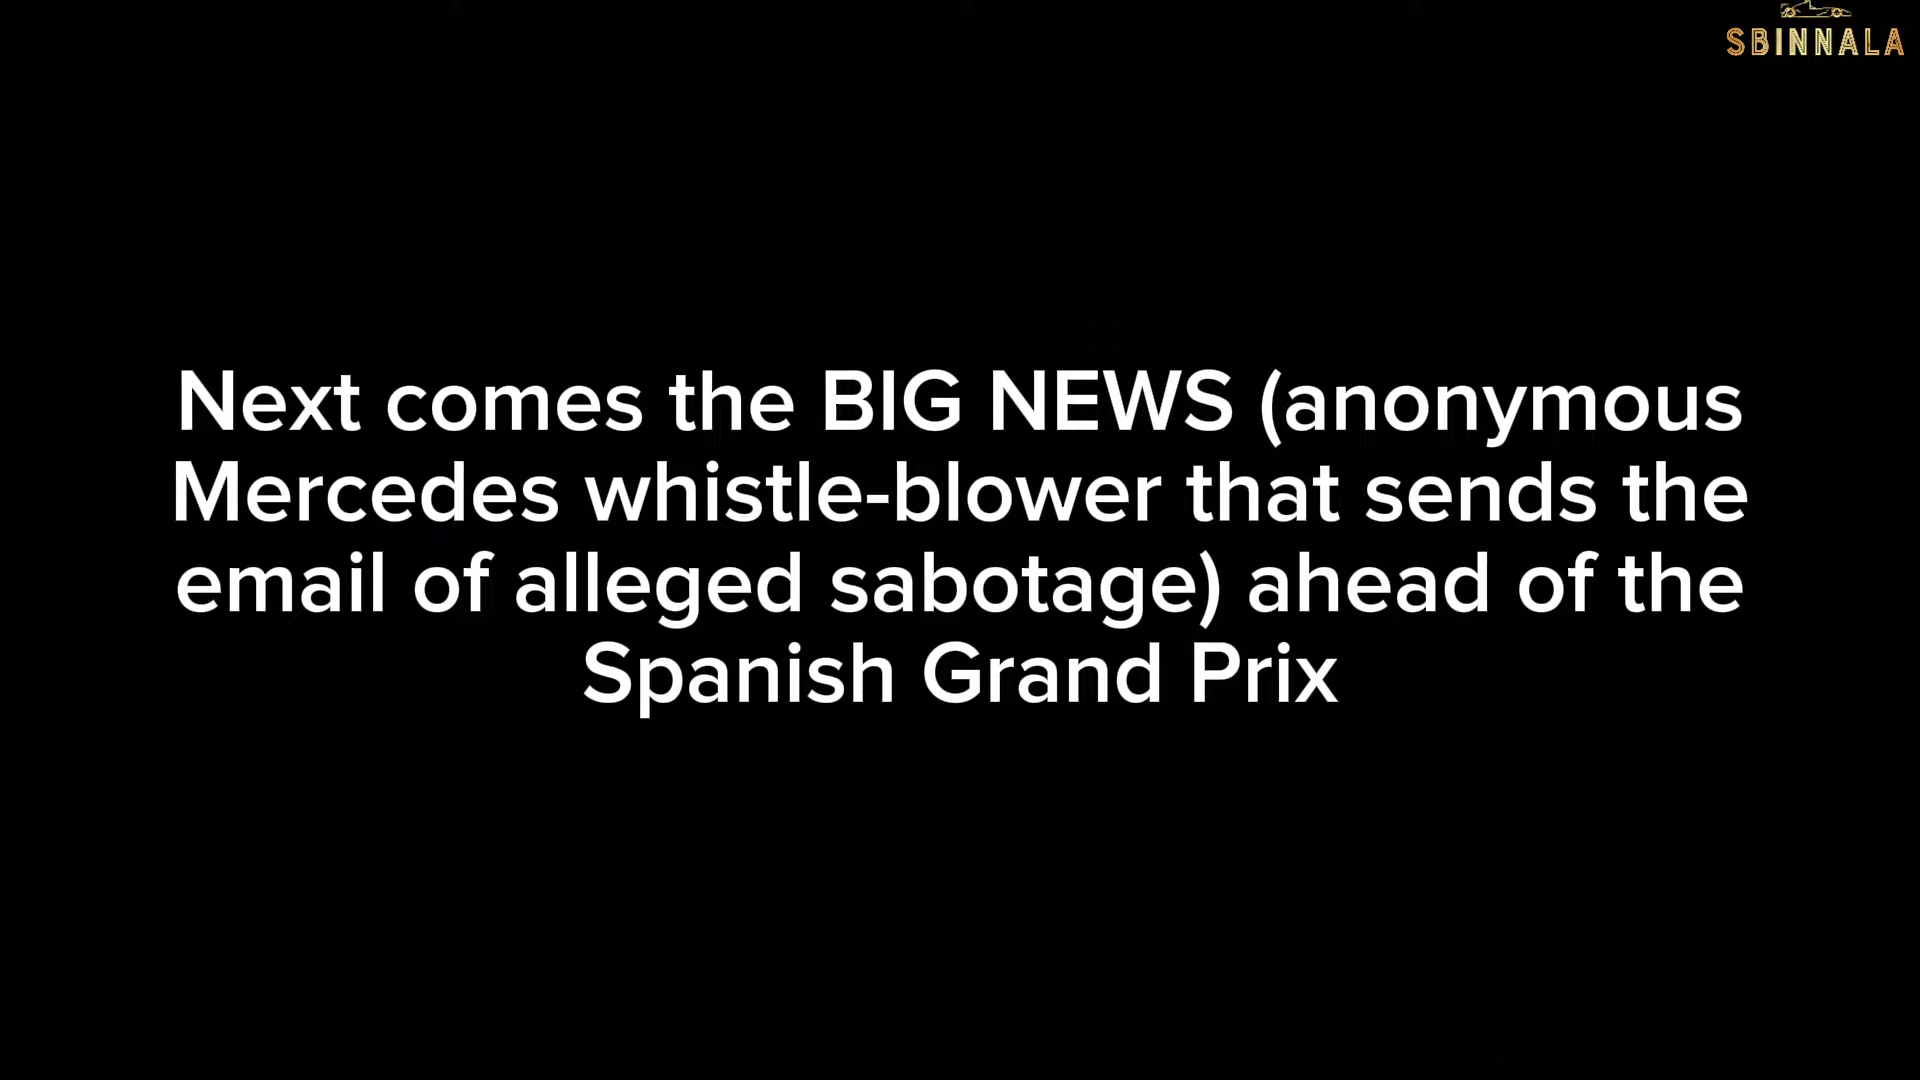 SBINNALA
Next comes the BIG NEWS (anonymous
Mercedes whistle-blower that sends the
email of alleged sabotage) ahead of the
Spanish Grand Prix